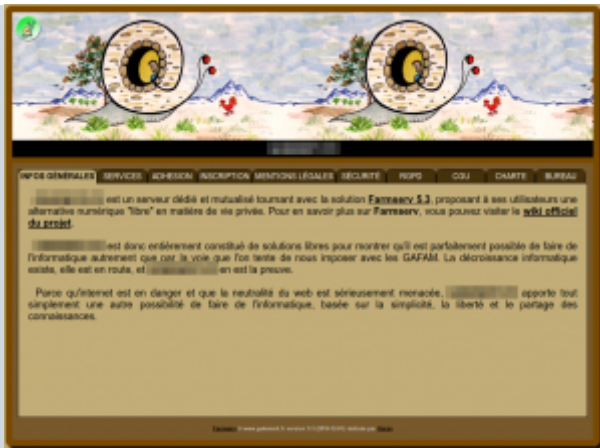 INFOS GÉNÉRALES SERVICES ADHESION INSCRIPTION MENTIONS LÉGALES SÉCURITÉ RGPD CGU CHARTE BUREAU
est un serveur dédié et mutualisé tournant avec la solution Farmserv 5.3, proposant à ses utilisateurs une
alternative numérique "libre" en matière de vie privée. Pour en savoir plus sur Farmserv, vous pouvez visiter le wiki officiel
du projet.
est donc entièrement constitué de solutions libres pour montrer qu'il est parfaitement possible de faire de
l'informatique autrement que par la voie que l'on tente de nous imposer avec les GAFAM. La décroissance informatique
existe, elle est en route, et en est la preuve.
Parce qu'internet est en danger et que la neutralité du web est sérieusement menacée, apporte tout
simplement une autre possibilité de faire de l'informatique, basée sur la simplicité, la liberté et le partage des
connaissances.